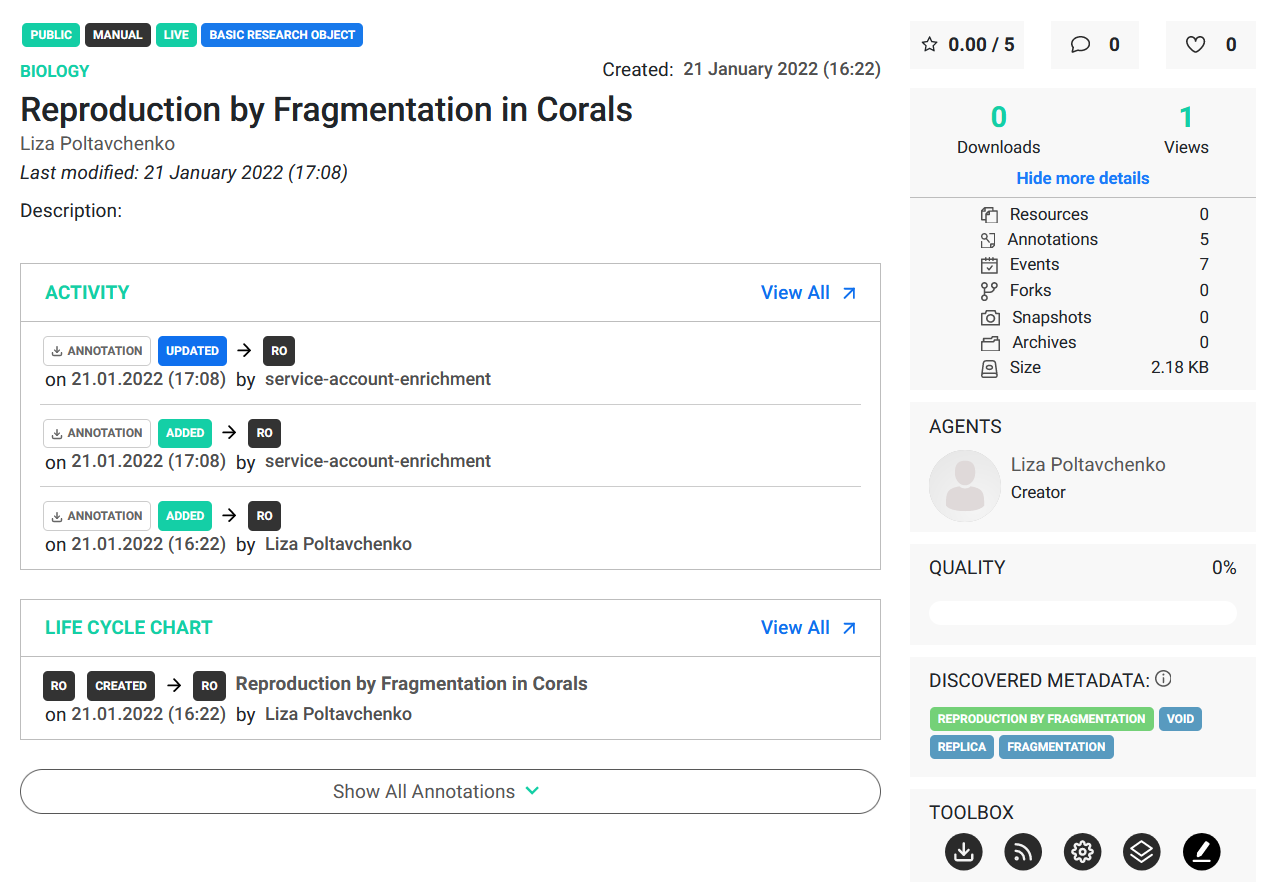 PUBLIC MANUAL LIVE BASIC RESEARCH OBJECT
BIOLOGY
Created: 21 January 2022 (16:22)
Reproduction by Fragmentation in Corals
Liza Poltavchenko
Last modified: 21 January 2022 (17:08)
Description:
ACTIVITY
View All
ANNOTATION UPDATED RO
on 21.01.2022 (17:08) by service-account-enrichment
ANNOTATION ADDED RO
on 21.01.2022 (17:08) by service-account-enrichment
ANNOTATION ADDED RO
on 21.01.2022 (16:22) by Liza Poltavchenko
LIFE CYCLE CHART
View All
RO CREATED RO Reproduction by Fragmentation in Corals
on 21.01.2022 (16:22) by Liza Poltavchenko
Show All Annotations
0.00 / 5 0 0
0 1
Downloads Views
Hide more details
Resources 0
Annotations 5
Events 7
Forks 0
Snapshots 0
Archives 0
Size 2.18 KB
AGENTS
Liza Poltavchenko
Creator
QUALITY 0%
DISCOVERED METADATA:
REPRODUCTION BY FRAGMENTATION VOID
REPLICA FRAGMENTATION
TOOLBOX